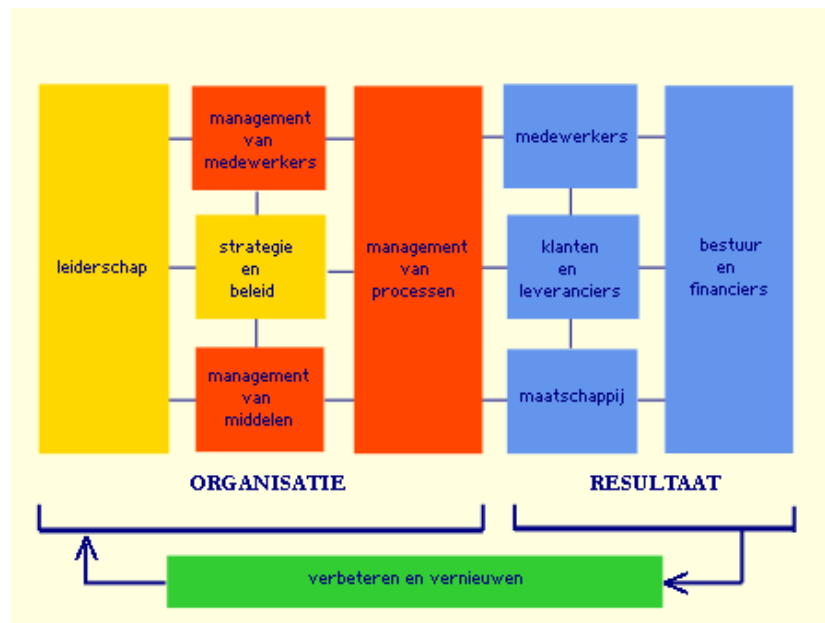 leiderschap
management
van
medewerkers
strategie
en
beleid
management
van
middelen
management
van
processen
medewerkers
klanten
en
leveranciers
maatschappij
bestuur
en
financiers
ORGANISATIE
RESULTAAT
verbeteren en vernieuwen